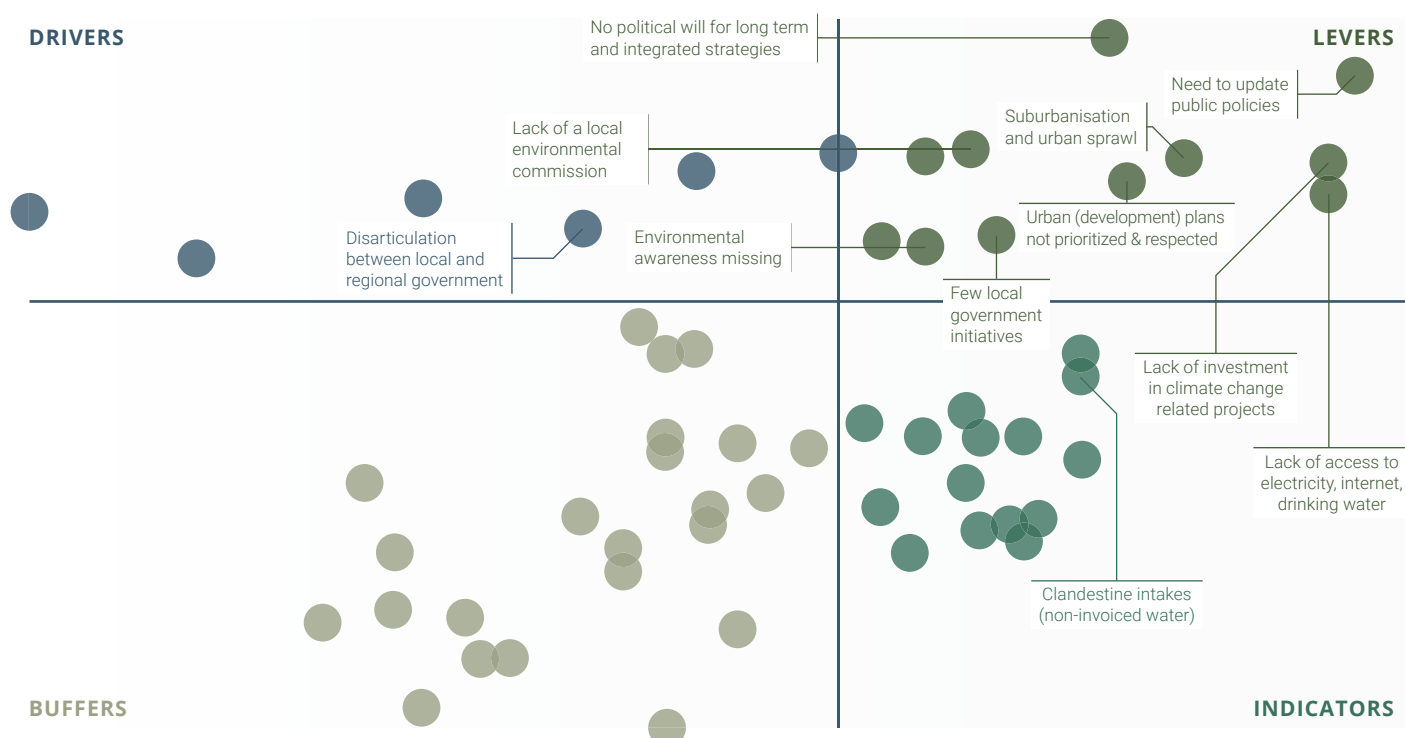 DRIVERS
No political will for long term
and integrated strategies
LEVERS
Need to update
public policies
Suburbanisation
and urban sprawl
Lack of a local
environmental
commission
Urban (development) plans
not prioritized & respected
Disarticulation
between local and
regional government
Environmental
awareness missing
Few local
government
initiatives
Lack of investment
in climate change
related projects
Lack of access to
electricity, internet,
drinking water
Clandestine intakes
(non-invoiced water)
BUFFERS
INDICATORS